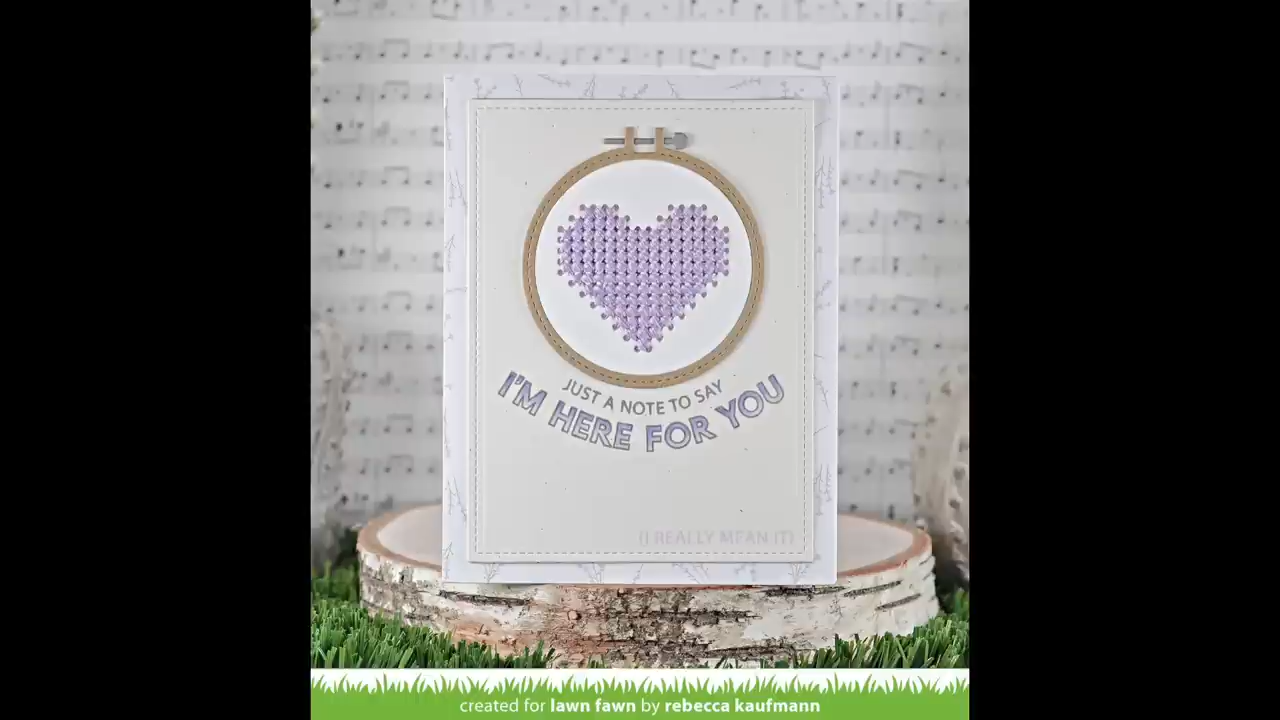 JUST A NOTE TO SAY
I'M HERE FOR YOU
(I REALLY MEAN IT)
created for lawn fawn by rebecca kaufmann